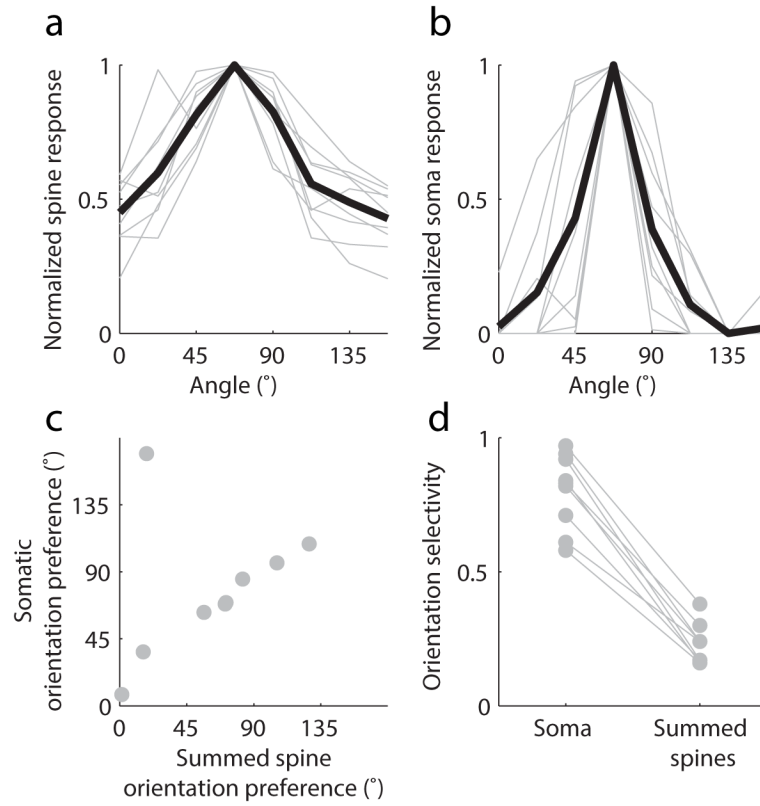 a
Normalized spine response
1
0.5
0
0 45 90 135
Angle (°)
b
Normalized soma response
1
0.5
0
0 45 90 135
Angle (°)
c
Somatic
orientation preference (°)
135
90
45
0
0 45 90 135
Summed spine
orientation preference (°)
d
Orientation selectivity
1
0.5
0
Soma
Summed
spines